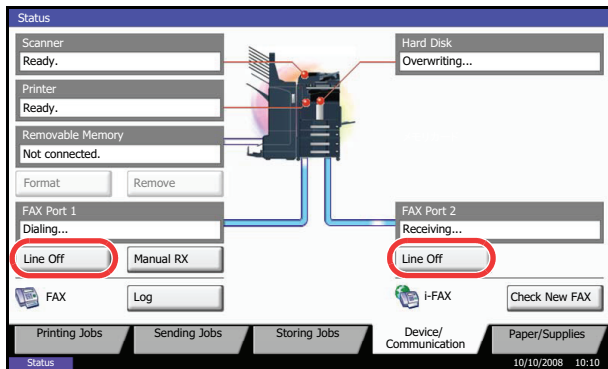 Status
Scanner
Ready.
Hard Disk
Overwriting...
Printer
Ready.
Removable Memory
Not connected.
Format
Remove
FAX Port 1
Dialing...
FAX Port 2
Receiving...
Line Off
Manual RX
Line Off
FAX
Log
i-FAX
Check New FAX
Printing Jobs
Sending Jobs
Storing Jobs
Device/
Communication
Paper/Supplies
Status
10/10/2008 10:10